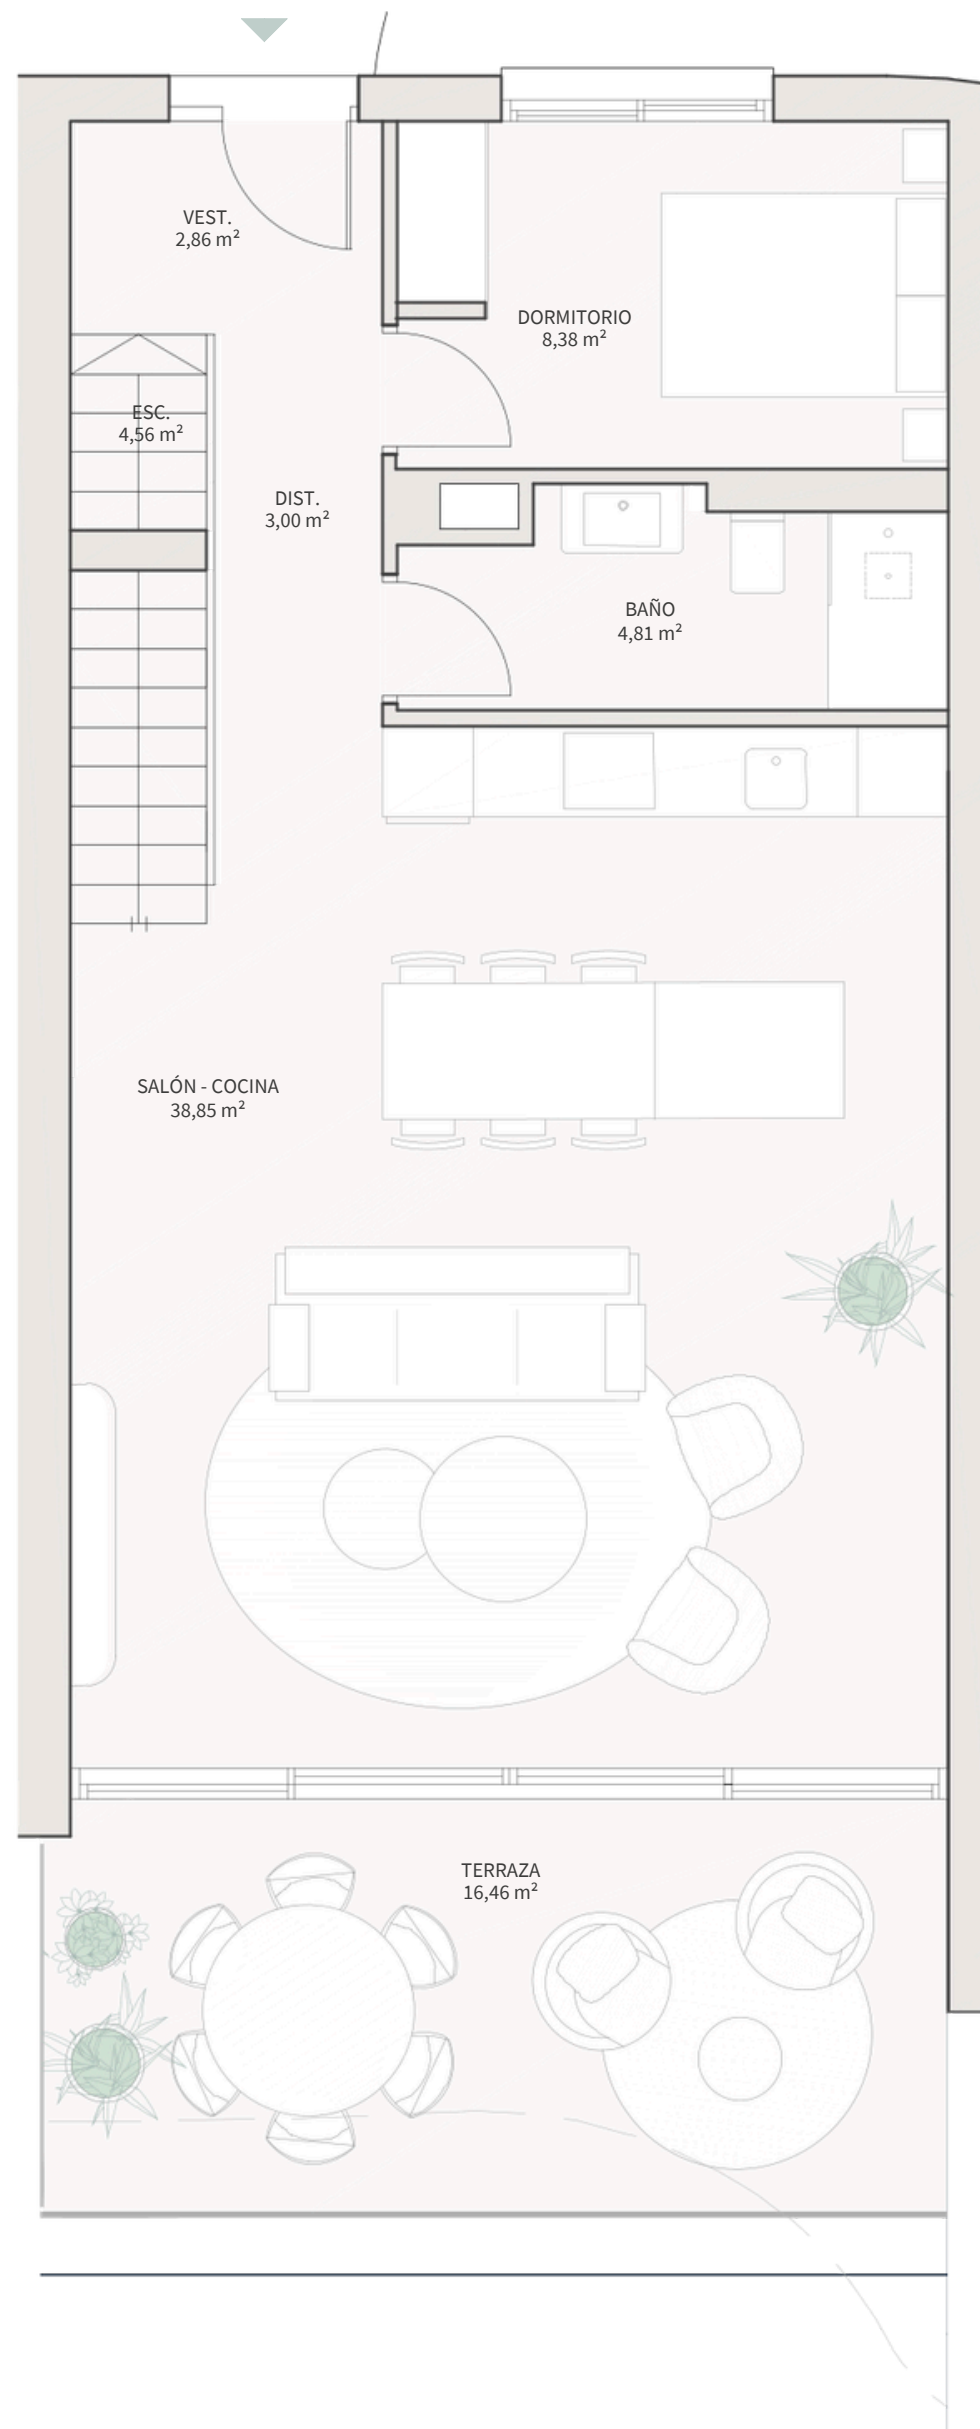 VEST.
2,86 m²
DORMITORIO
8,38 m²
ESC.
4,56 m²
DIST.
3,00 m²
BAÑO
4,81 m²
SALÓN - COCINA
38,85 m²
TERRAZA
16,46 m²